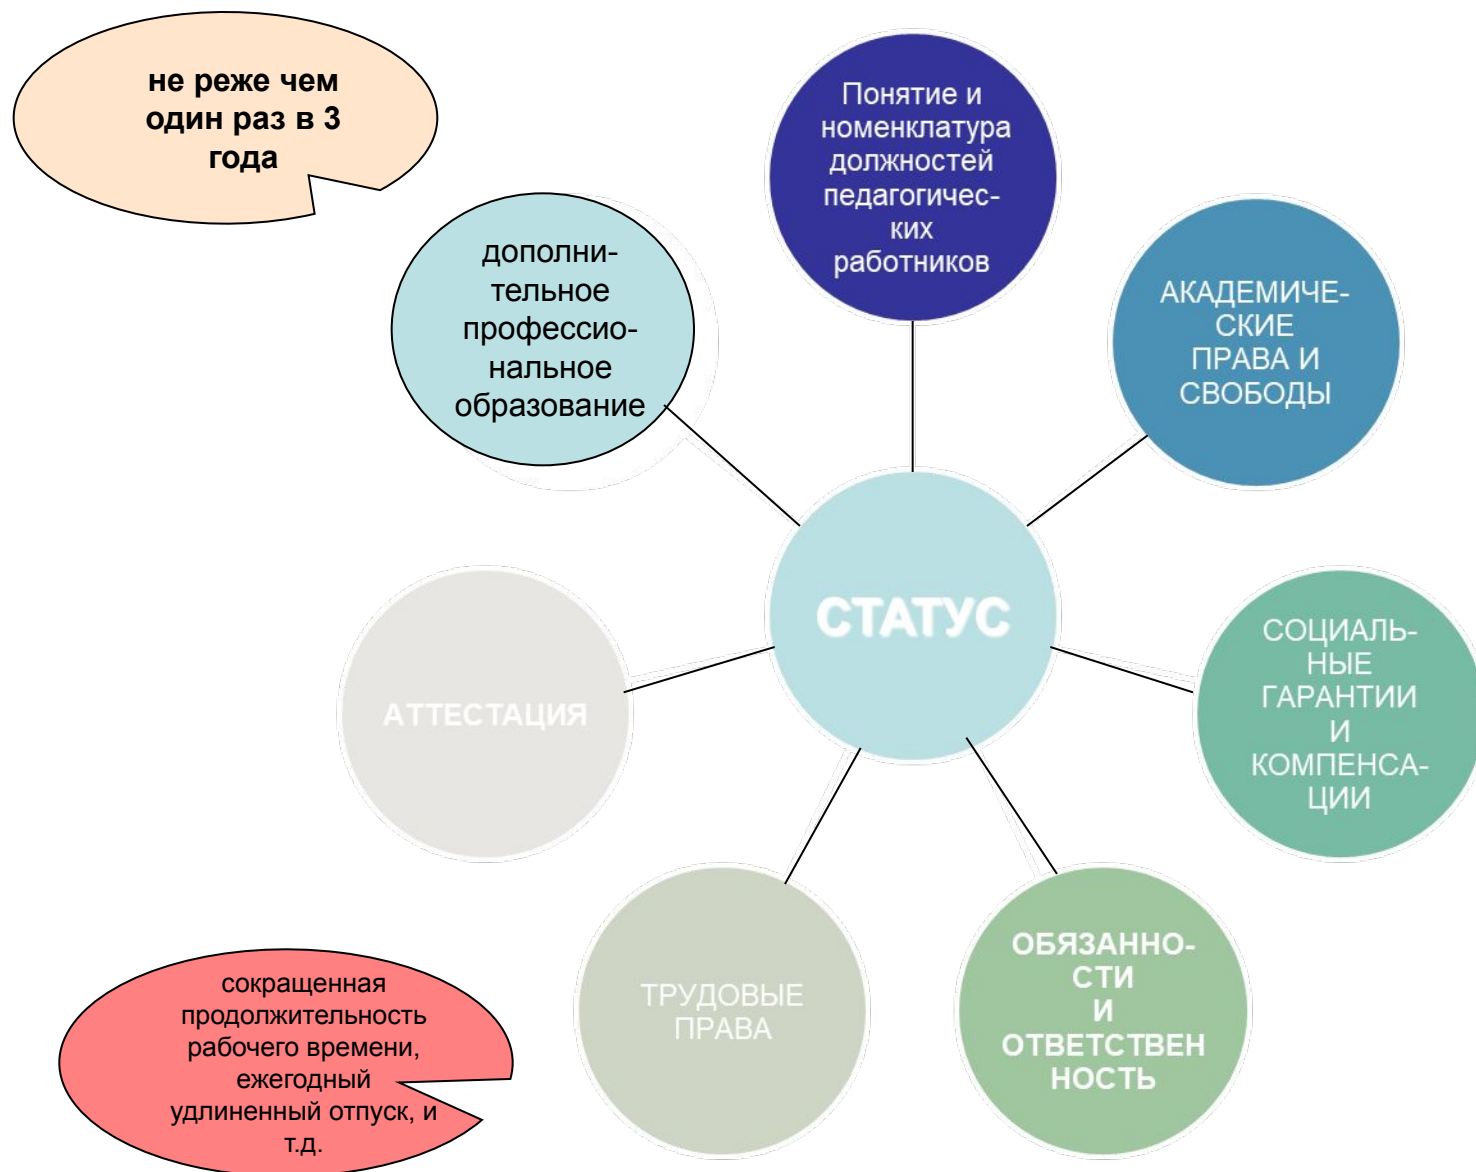 не реже чем
один раз в 3
года
Понятие и
номенклатура
должностей
педагогичес-
ких
работников
дополни-
тельное
профессио-
нальное
образование
АКАДЕМИЧЕ-
СКИЕ
ПРАВА И
СВОБОДЫ
СТАТУС
СОЦИАЛЬ-
НЫЕ
ГАРАНТИИ
И
КОМПЕНСА-
ЦИИ
АТТЕСТАЦИЯ
ТРУДОВЫЕ
ПРАВА
ОБЯЗАННО-
СТИ
И
ОТВЕТСТВЕН
НОСТЬ
сокращенная
продолжительность
рабочего времени,
ежегодный
удлиненный отпуск, и
т.д.